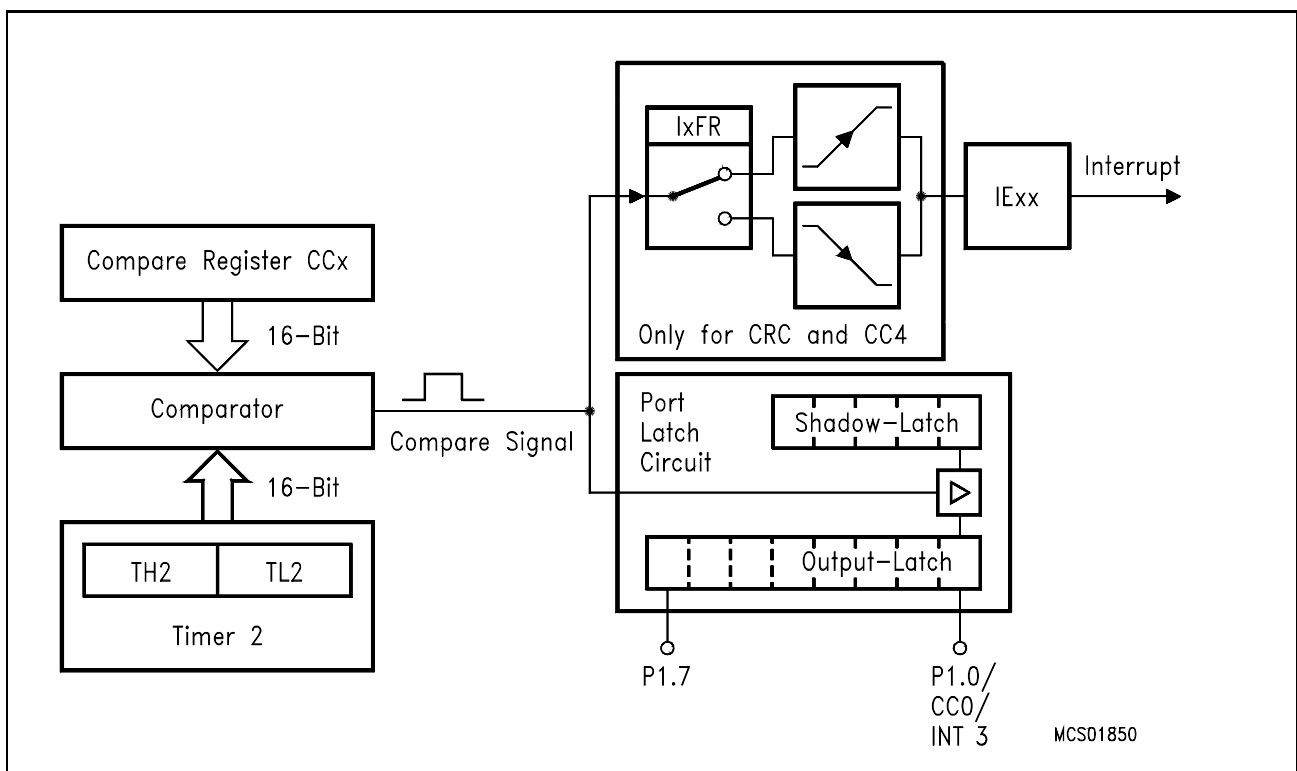 IxFR
Interrupt
IExx
Only for CRC and CC4
Compare Register CCx
16-Bit
Comparator
Compare Signal
16-Bit
TH2
TL2
Timer 2
Port
Latch
Circuit
Shadow-Latch
Output-Latch
P1.7
P1.0/
CC0/
INT 3
MCS01850